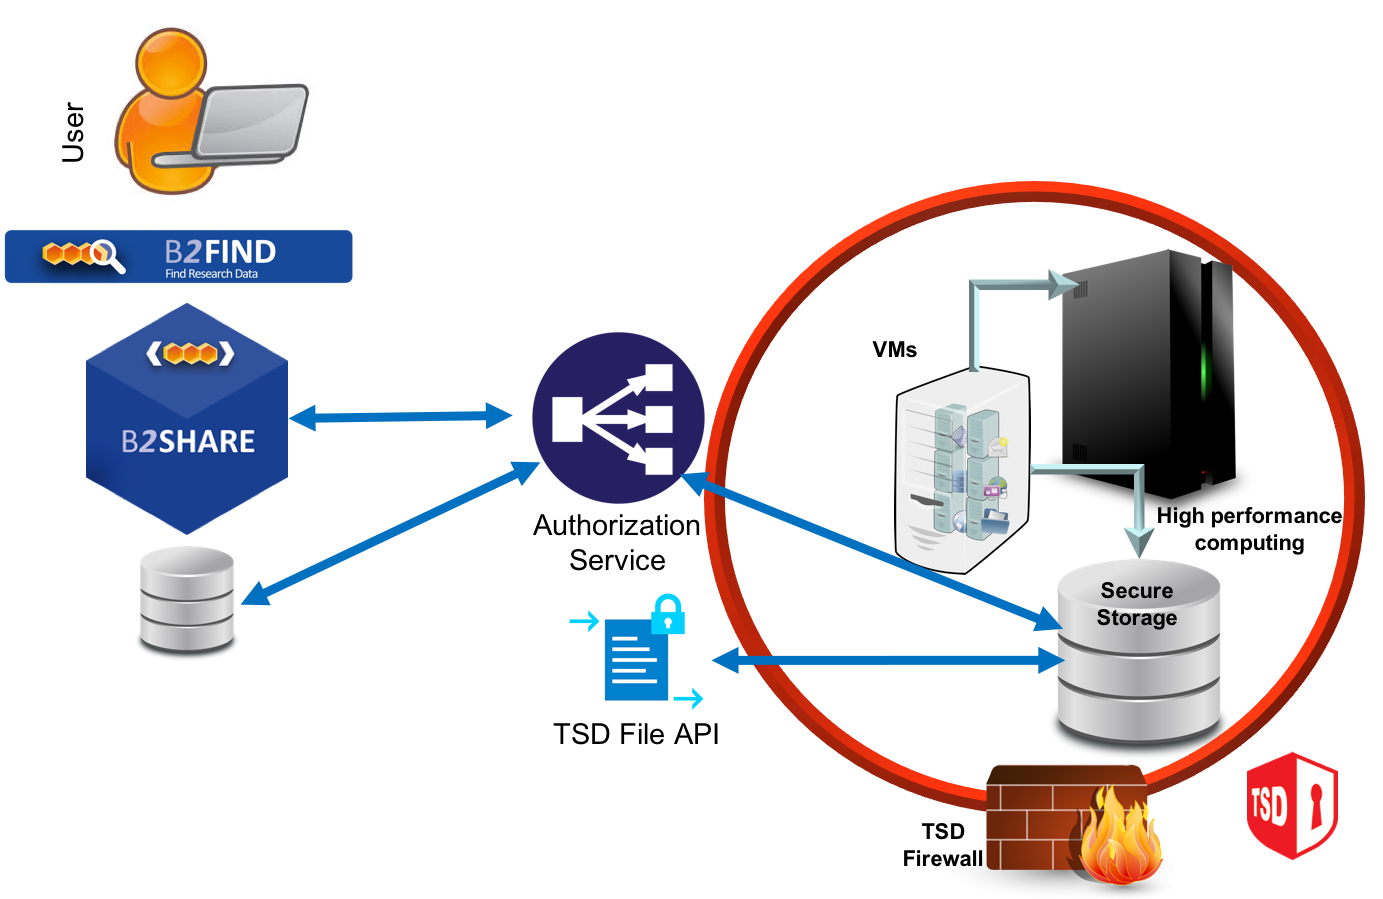 User
B2FIND
Find Research Data
B2SHARE
Authorization
Service
TSD File API
VMs
High performance
computing
Secure
Storage
TSD
Firewall
TSD